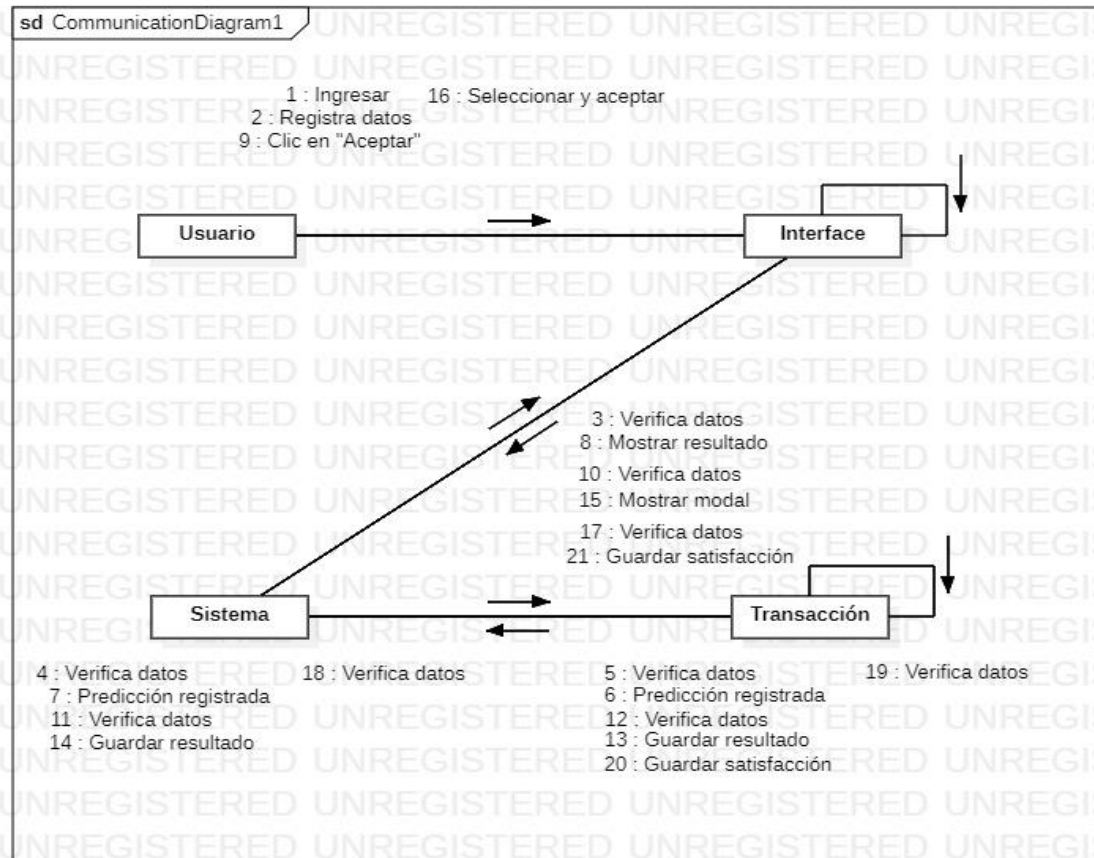 sd CommunicationDiagram1
1 : Ingresar 16 : Seleccionar y aceptar
2 : Registra datos
9 : Clic en "Aceptar"
Usuario
Interface
3 : Verifica datos
8 : Mostrar resultado
10 : Verifica datos
15 : Mostrar modal
17 : Verifica datos
21 : Guardar satisfacción
Sistema
Transacción
4 : Verifica datos 18 : Verifica datos
7 : Predicción registrada
11 : Verifica datos
14 : Guardar resultado
5 : Verifica datos 19 : Verifica datos
6 : Predicción registrada
12 : Verifica datos
13 : Guardar resultado
20 : Guardar satisfacción
UNREGISTERED